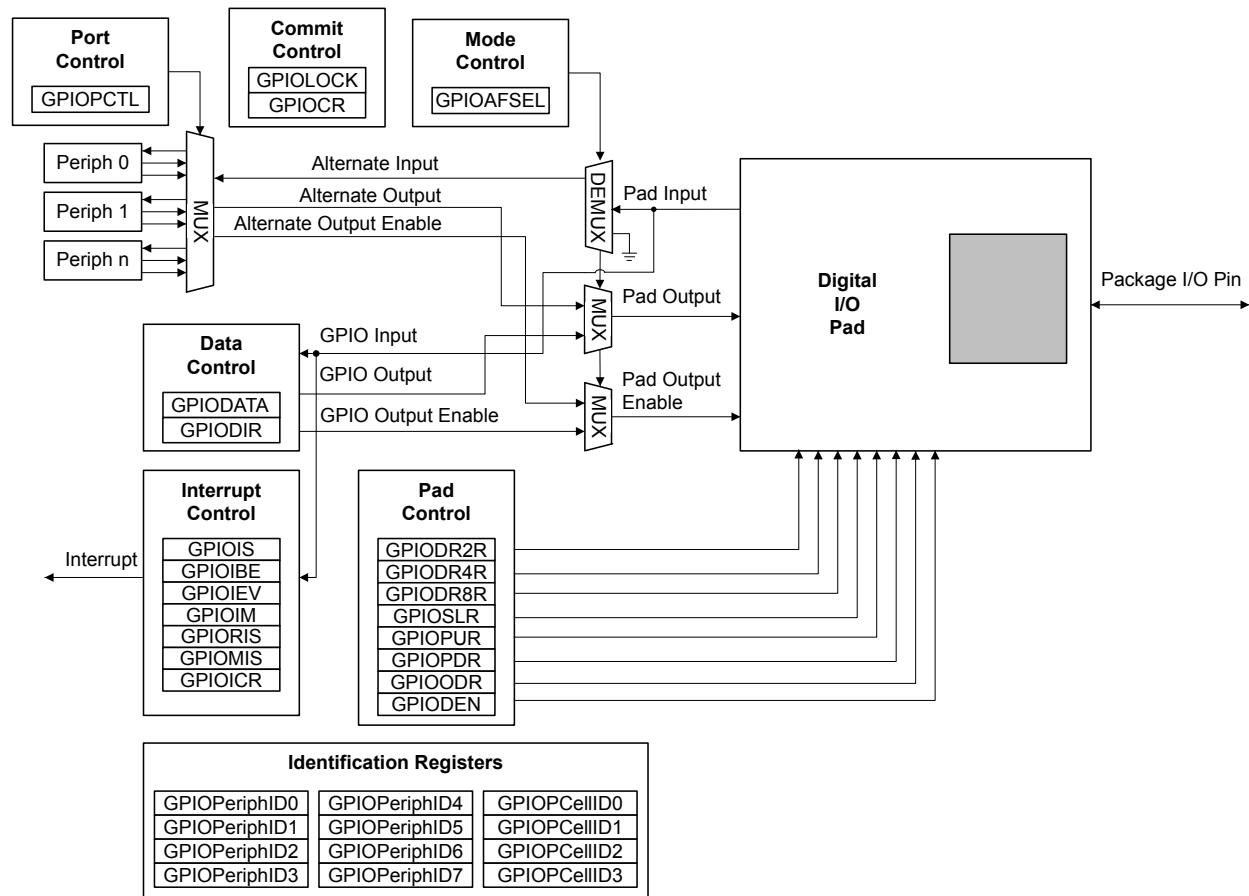 Port
Control
GPIOPCTL
Commit
Control
GPIOLOCK
GPIOCR
Mode
Control
GPIOAFSEL
Periph 0
Periph 1
Periph n
MUX
Alternate Input
Alternate Output
Alternate Output Enable
DEMUX
Pad Input
MUX
Pad Output
MUX
Pad Output
Enable
Digital
I/O
Pad
Package I/O Pin
Data
Control
GPIODATA
GPIODIR
GPIO Input
GPIO Output
GPIO Output Enable
Interrupt
Control
GPIOIS
GPIOIBE
GPIOIEV
GPIOIM
GPIORIS
GPIOMIS
GPIOICR
Interrupt
Pad
Control
GPIODR2R
GPIODR4R
GPIODR8R
GPIOSLR
GPIOPUR
GPIOPDR
GPIOODR
GPIODEN
Identification Registers
GPIOPeriphID0 GPIOPeriphID4 GPIOPCellID0
GPIOPeriphID1 GPIOPeriphID5 GPIOPCellID1
GPIOPeriphID2 GPIOPeriphID6 GPIOPCellID2
GPIOPeriphID3 GPIOPeriphID7 GPIOPCellID3